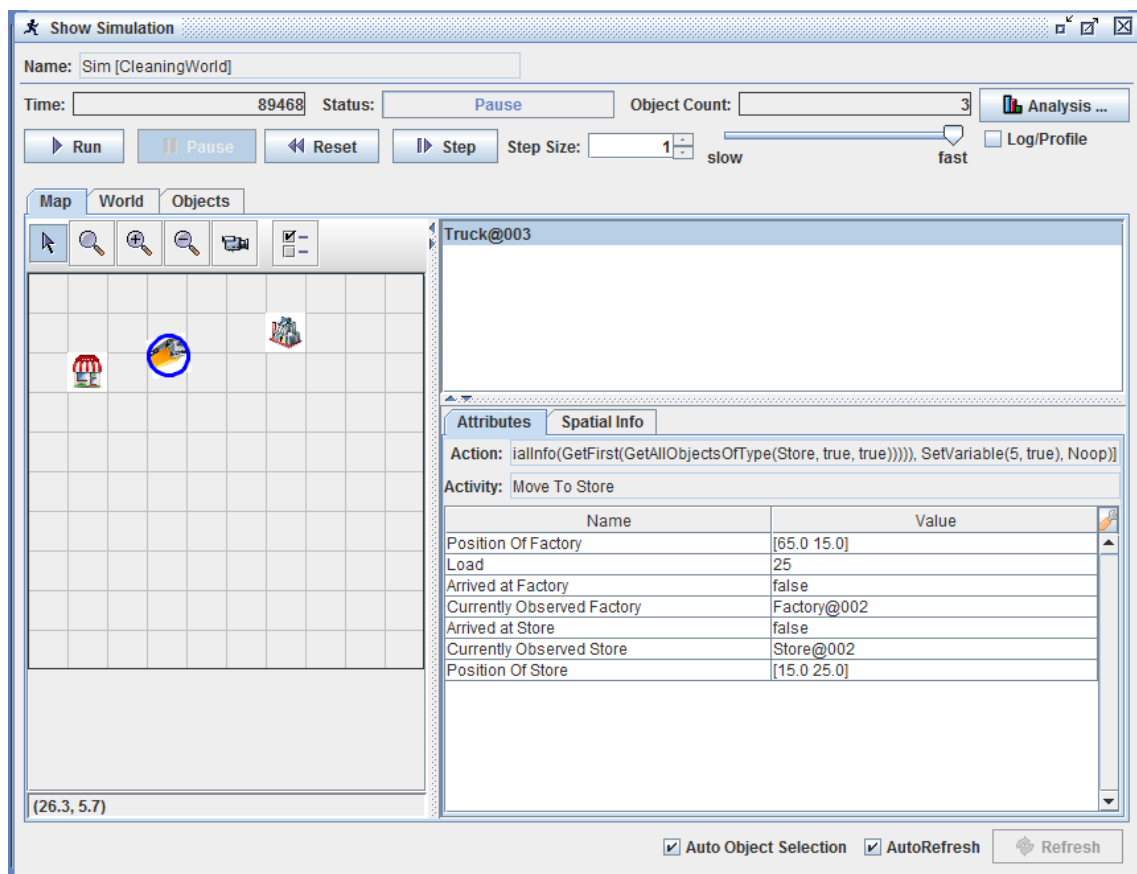 Show Simulation
Name: Sim [CleaningWorld]
Time: 89468 Status: Pause Object Count: 3 Analysis ...
Run Pause Reset Step Step Size: 1 slow fast Log/Profile
Map World Objects
Truck@003
Attributes Spatial Info
Action: ialInfo(GetFirst(GetAllObjectsOfType(Store, true, true))))), SetVariable(5, true), Noop)]
Activity: Move To Store
Name Value
Position Of Factory [65.0 15.0]
Load 25
Arrived at Factory false
Currently Observed Factory Factory@002
Arrived at Store false
Currently Observed Store Store@002
Position Of Store [15.0 25.0]
(26.3, 5.7)
Auto Object Selection AutoRefresh Refresh